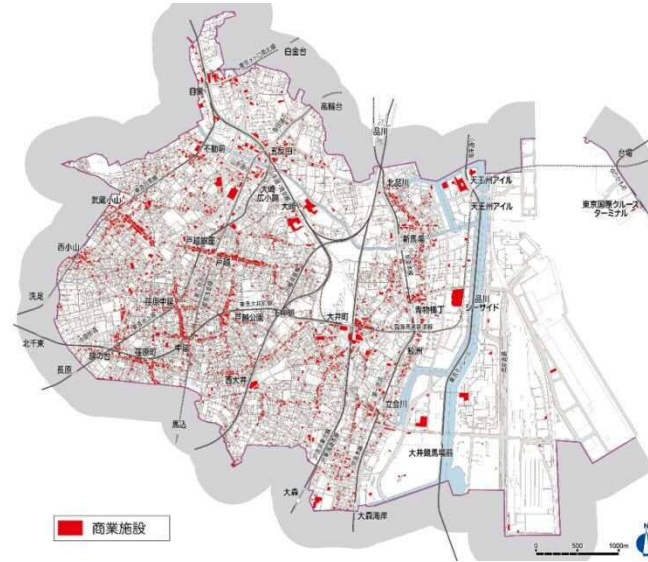 白金台
目黒
高輪台
品川
不動前
五反田
台場
天王洲アイル
北品川
大崎
広小路
大崎
武蔵小山
天王洲アイル
東京国際クルーズ
ターミナル
新馬場
西小山
戸越銀座
戸越
洗足
荏原中延
青物横丁
品川
シーサイド
戸越公園
下神明
大井町
北千束
旗の台
荏原町
中延
鮫洲
長原
西大井
立会川
馬込
大井競馬場前
大森
大森海岸
商業施設
0 500 1000m